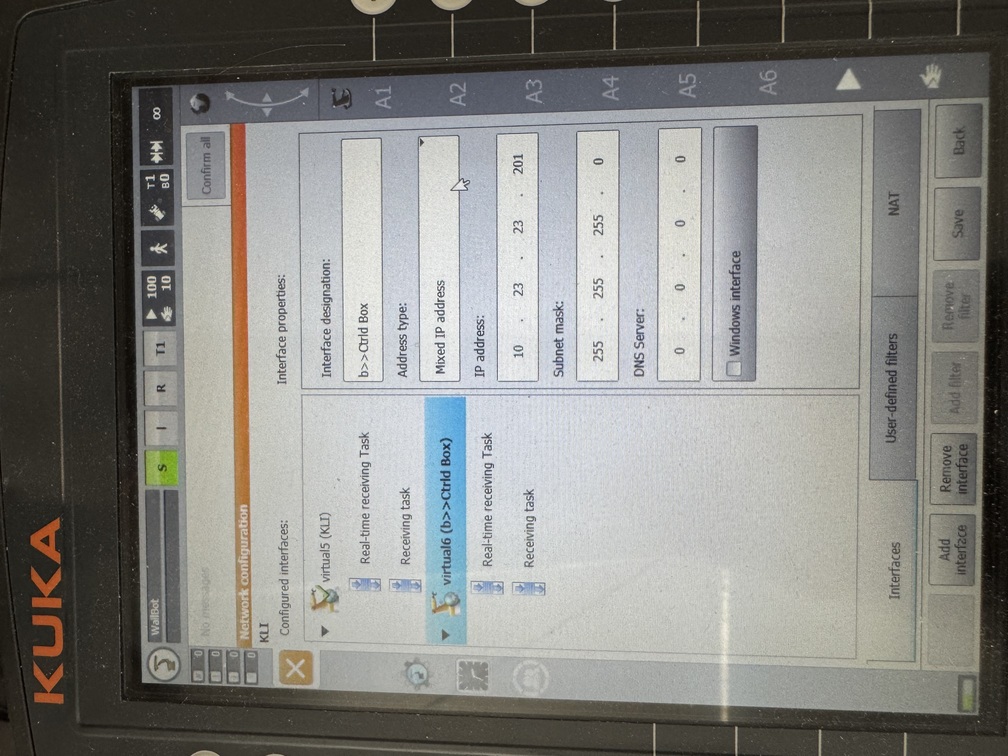 KUKA
WallBot
S
I
R
T1
100
10
T1
B0
∞
0
0
0
0
No messages
Confirm all
Network configuration
KLI
Configured interfaces:
Interface properties:
virtual5 (KLI)
Real-time receiving Task
Receiving task
virtual6 (b>>Ctrld Box)
Real-time receiving Task
Receiving task
Interface designation:
b>>Ctrld Box
Address type:
Mixed IP address
IP address:
10 . 23 . 23 . 201
Subnet mask:
255 . 255 . 255 . 0
DNS Server:
0 . 0 . 0 . 0
Windows interface
A1
A2
A3
A4
A5
A6
Interfaces
User-defined filters
NAT
Add
interface
Remove
interface
Add filter
Remove
filter
Save
Back